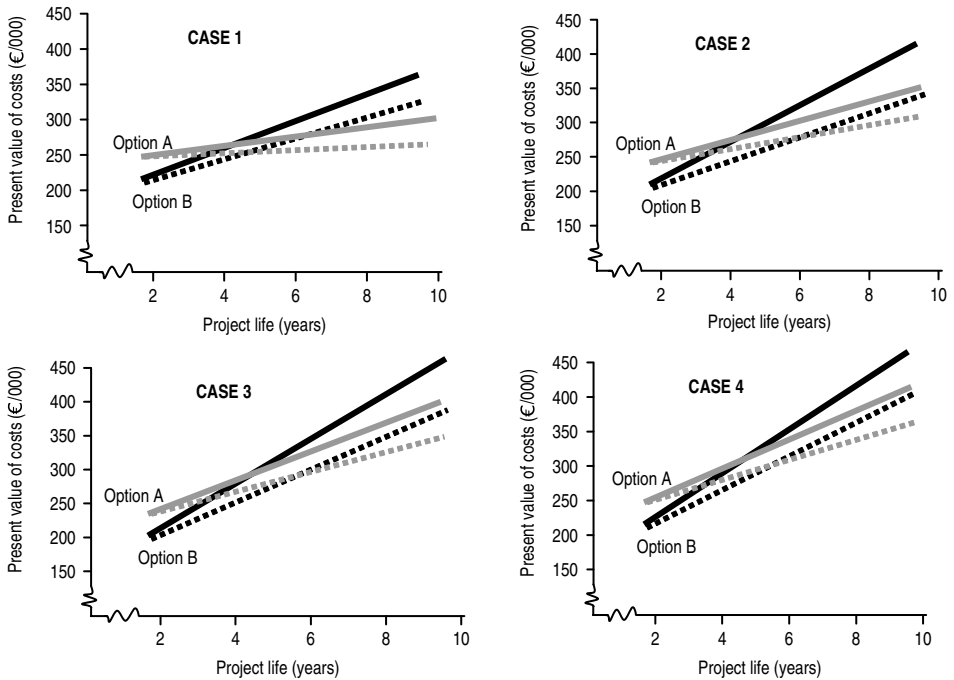 CASE 1
Present value of costs (€/000)
450
400
350
300
250
200
150
Option A
Option B
2 4 6 8 10
Project life (years)
CASE 2
Present value of costs (€/000)
450
400
350
300
250
200
150
Option A
Option B
2 4 6 8 10
Project life (years)
CASE 3
Present value of costs (€/000)
450
400
350
300
250
200
150
Option A
Option B
2 4 6 8 10
Project life (years)
CASE 4
Present value of costs (€/000)
450
400
350
300
250
200
150
Option A
Option B
2 4 6 8 10
Project life (years)